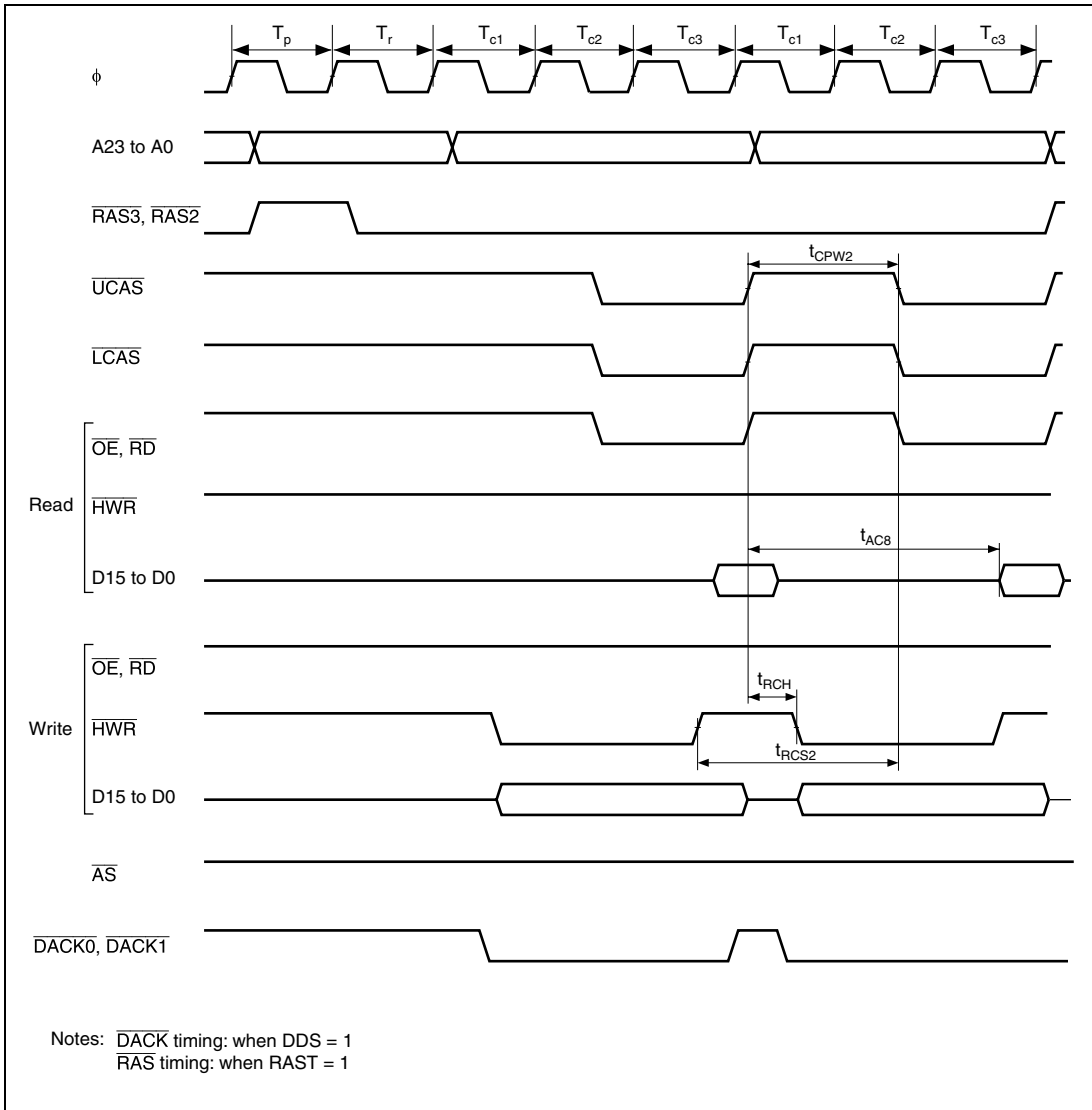 Tp Tr Tc1 Tc2 Tc3 Tc1 Tc2 Tc3
ϕ
A23 to A0
RAS3, RAS2
tCPW2
UCAS
LCAS
OE, RD
Read
HWR
tAC8
D15 to D0
OE, RD
tRCH
Write
HWR
tRCS2
D15 to D0
AS
DACK0, DACK1
Notes: DACK timing: when DDS = 1
RAS timing: when RAST = 1